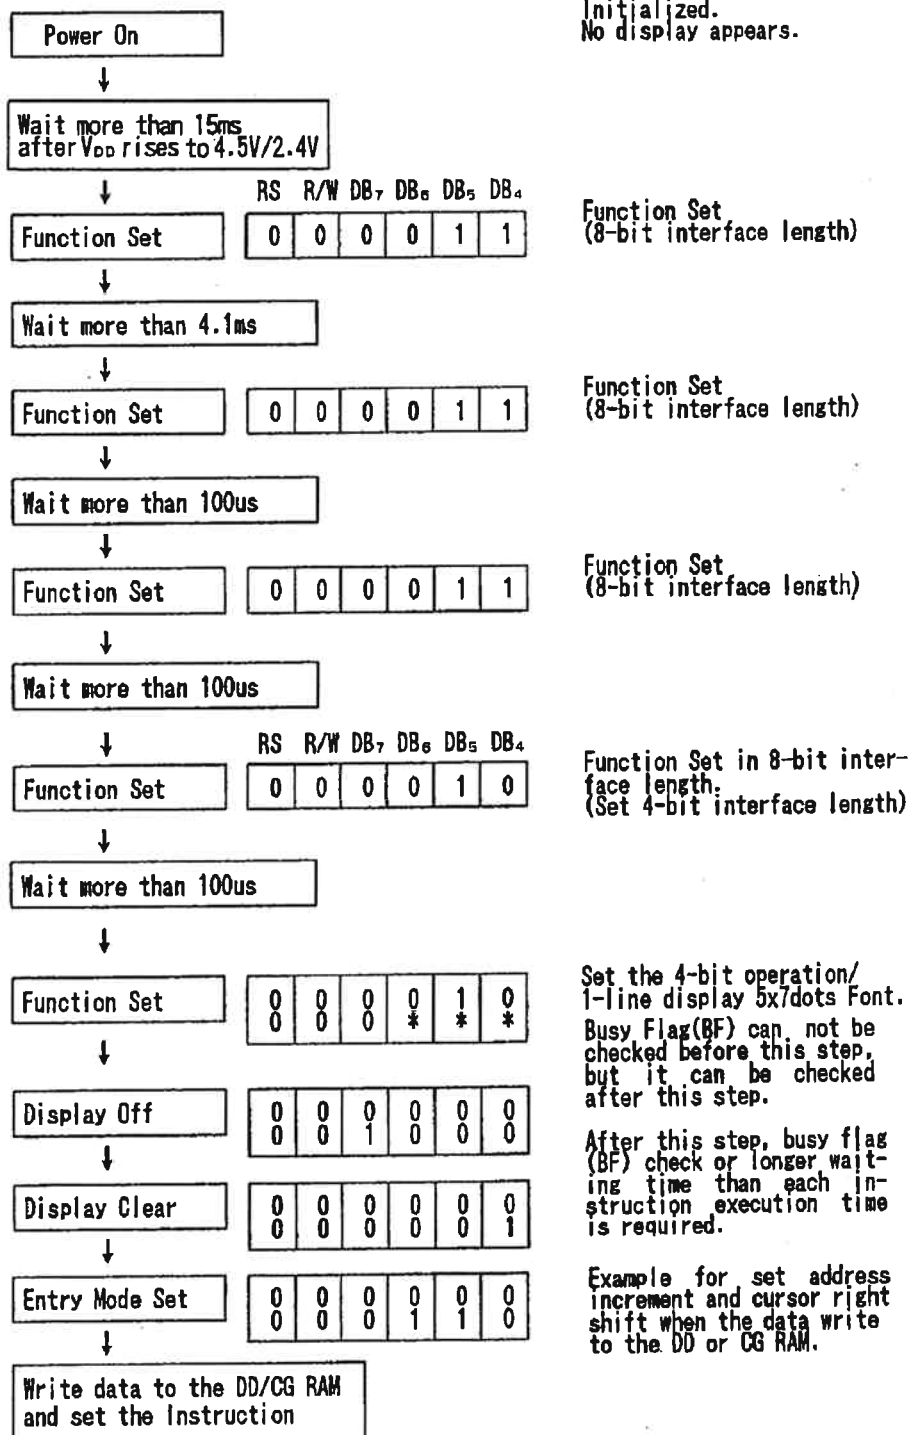 Initialized.
No display appears.
Power On
Wait more than 15ms
after VDD rises to 4.5V/2.4V
RS R/W DB7 DB6 DB5 DB4
Function Set
0 0 0 0 1 1
Function Set
(8-bit interface length)
Wait more than 4.1ms
Function Set
0 0 0 0 1 1
Function Set
(8-bit interface length)
Wait more than 100us
Function Set
0 0 0 0 1 1
Function Set
(8-bit interface length)
Wait more than 100us
RS R/W DB7 DB6 DB5 DB4
Function Set
0 0 0 0 1 0
Function Set in 8-bit inter-
face length.
(Set 4-bit interface length)
Wait more than 100us
Function Set
0 0 0 0 1 0
0 0 0 * * *
Set the 4-bit operation/
1-line display 5x7dots Font.
Busy Flag(BF) can not be
checked before this step,
but it can be checked
after this step.
Display Off
0 0 0 0 0 0
0 0 1 0 0 0
After this step, busy flag
(BF) check or longer wait-
ing time than each in-
struction execution time
is required.
Display Clear
0 0 0 0 0 0
0 0 0 0 0 1
Entry Mode Set
0 0 0 0 0 0
0 0 0 1 1 0
Example for set address
increment and cursor right
shift when the data write
to the DD or CG RAM.
Write data to the DD/CG RAM
and set the Instruction